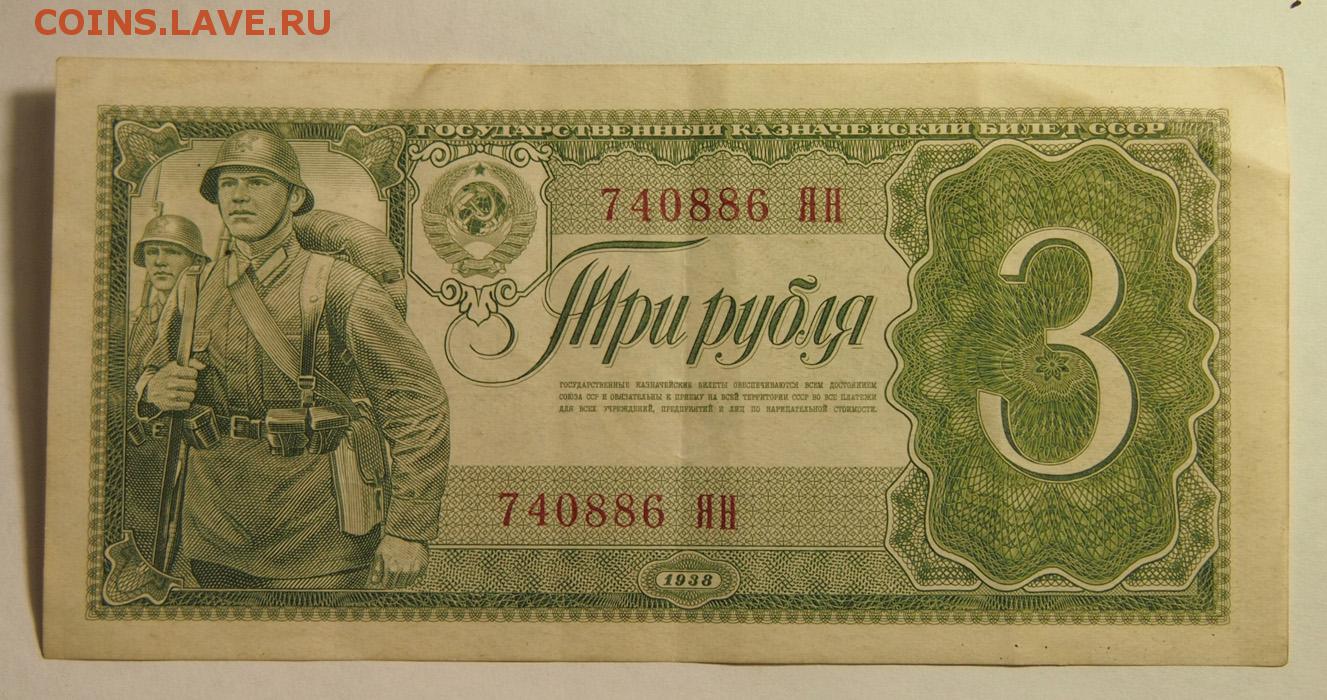 COINS.LAVE.RU
ГОСУДАРСТВЕННЫЙ КАЗНАЧЕЙСКИЙ БИЛЕТ СССР
740886 ЯН
Три рубля
ГОСУДАРСТВЕННЫЕ КАЗНАЧЕЙСКИЕ БИЛЕТЫ ОБЕСПЕЧИВАЮТСЯ ВСЕМ ДОСТОЯНИЕМ
СОЮЗА ССР И ОБЯЗАТЕЛЬНЫ К ПРИЕМУ НА ВСЕЙ ТЕРРИТОРИИ СССР ВО ВСЕ ПЛАТЕЖИ
ДЛЯ ВСЕХ УЧРЕЖДЕНИЙ, ПРЕДПРИЯТИЙ И ЛИЦ ПО НАРИЦАТЕЛЬНОЙ СТОИМОСТИ.
3
740886 ЯН
1938